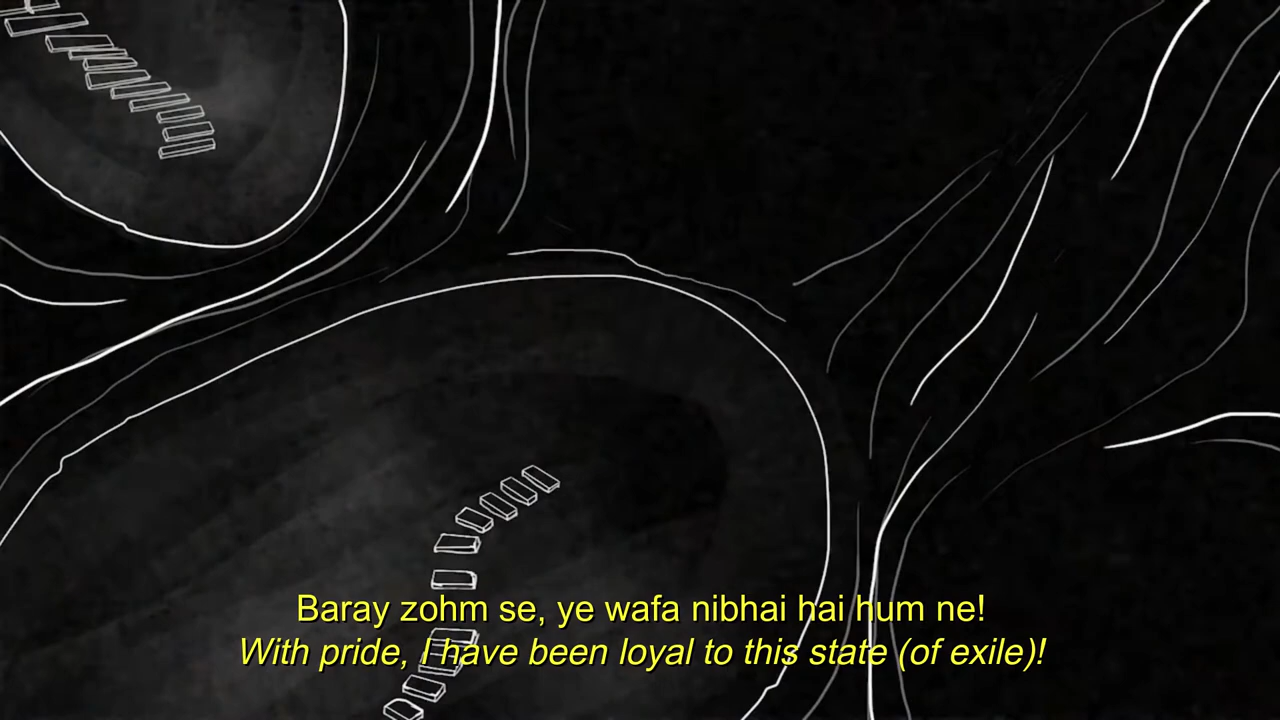 Baray zohm se, ye wafa nibhai hai hum ne!
With pride, I have been loyal to this state (of exile)!